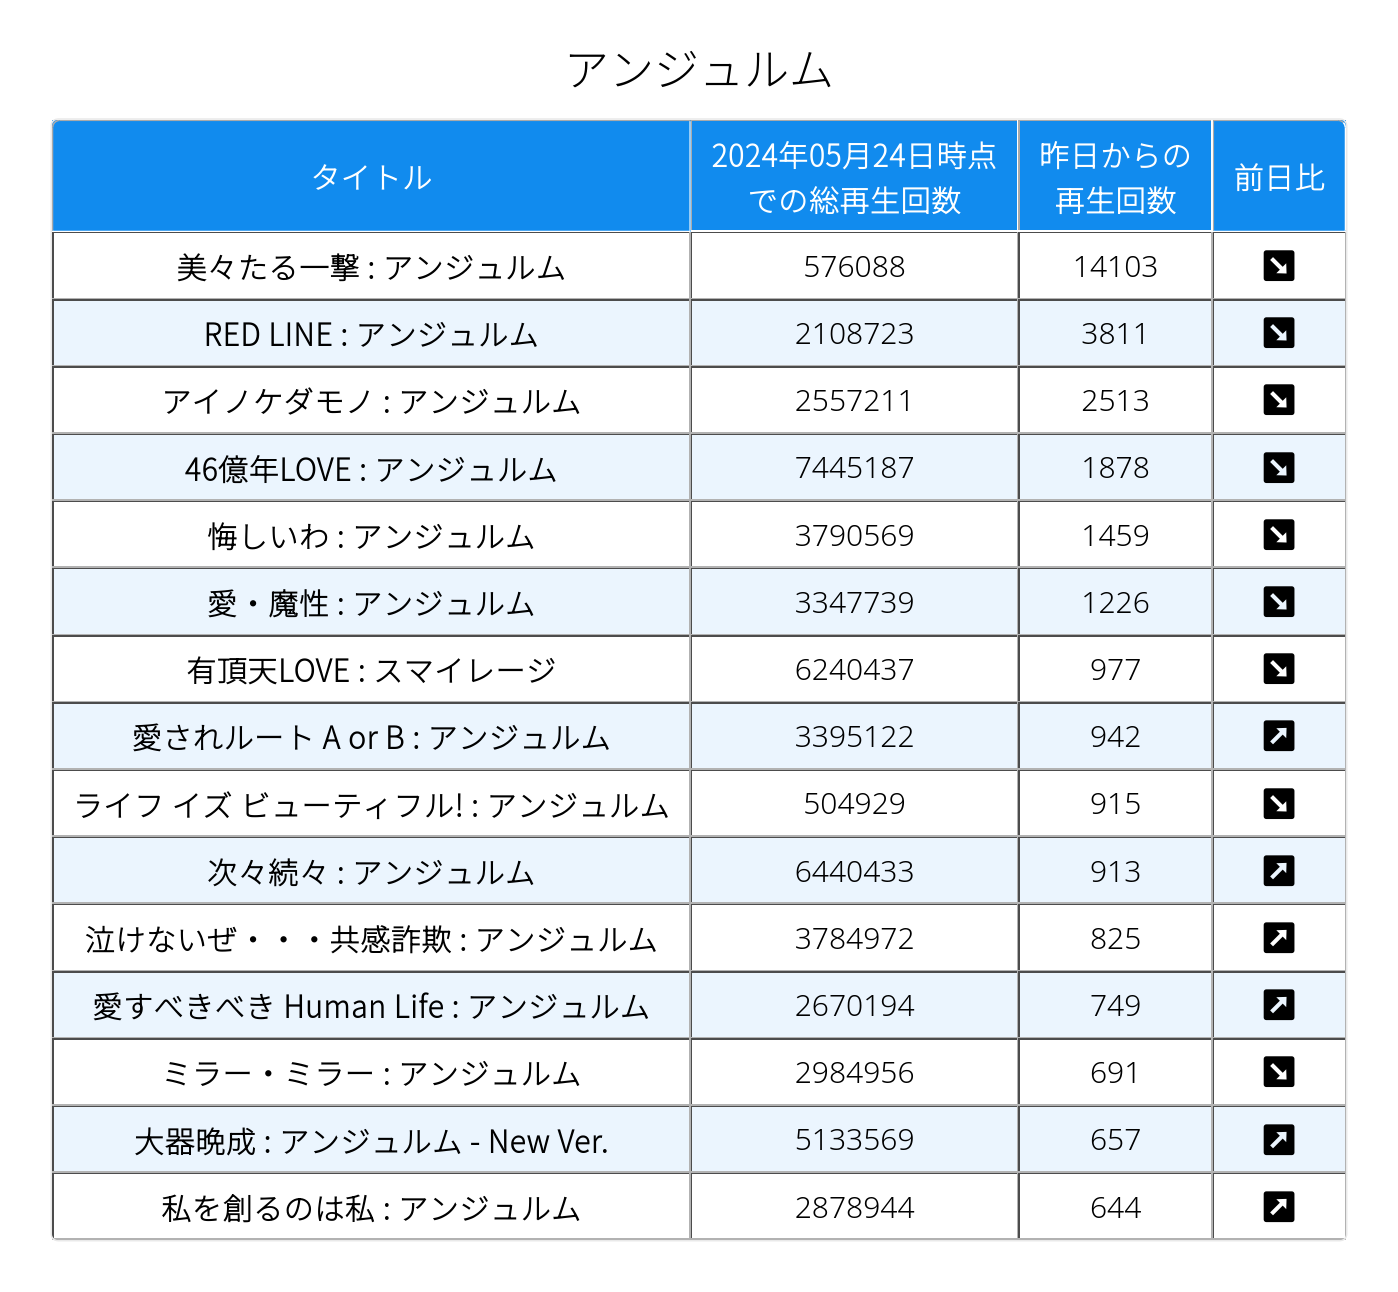 アンジュルム
タイトル 2024年05月24日時点での総再生回数 昨日からの再生回数 前日比
美々たる一撃 : アンジュルム 576088 14103 ↘
RED LINE : アンジュルム 2108723 3811 ↘
アイノケダモノ : アンジュルム 2557211 2513 ↘
46億年LOVE : アンジュルム 7445187 1878 ↘
悔しいわ : アンジュルム 3790569 1459 ↘
愛・魔性 : アンジュルム 3347739 1226 ↘
有頂天LOVE : スマイレージ 6240437 977 ↘
愛されルート A or B : アンジュルム 3395122 942 ↗
ライフ イズ ビューティフル! : アンジュルム 504929 915 ↘
次々続々 : アンジュルム 6440433 913 ↗
泣けないぜ・・・共感詐欺 : アンジュルム 3784972 825 ↗
愛すべきべき Human Life : アンジュルム 2670194 749 ↗
ミラー・ミラー : アンジュルム 2984956 691 ↘
大器晩成 : アンジュルム - New Ver. 5133569 657 ↗
私を創るのは私 : アンジュルム 2878944 644 ↗